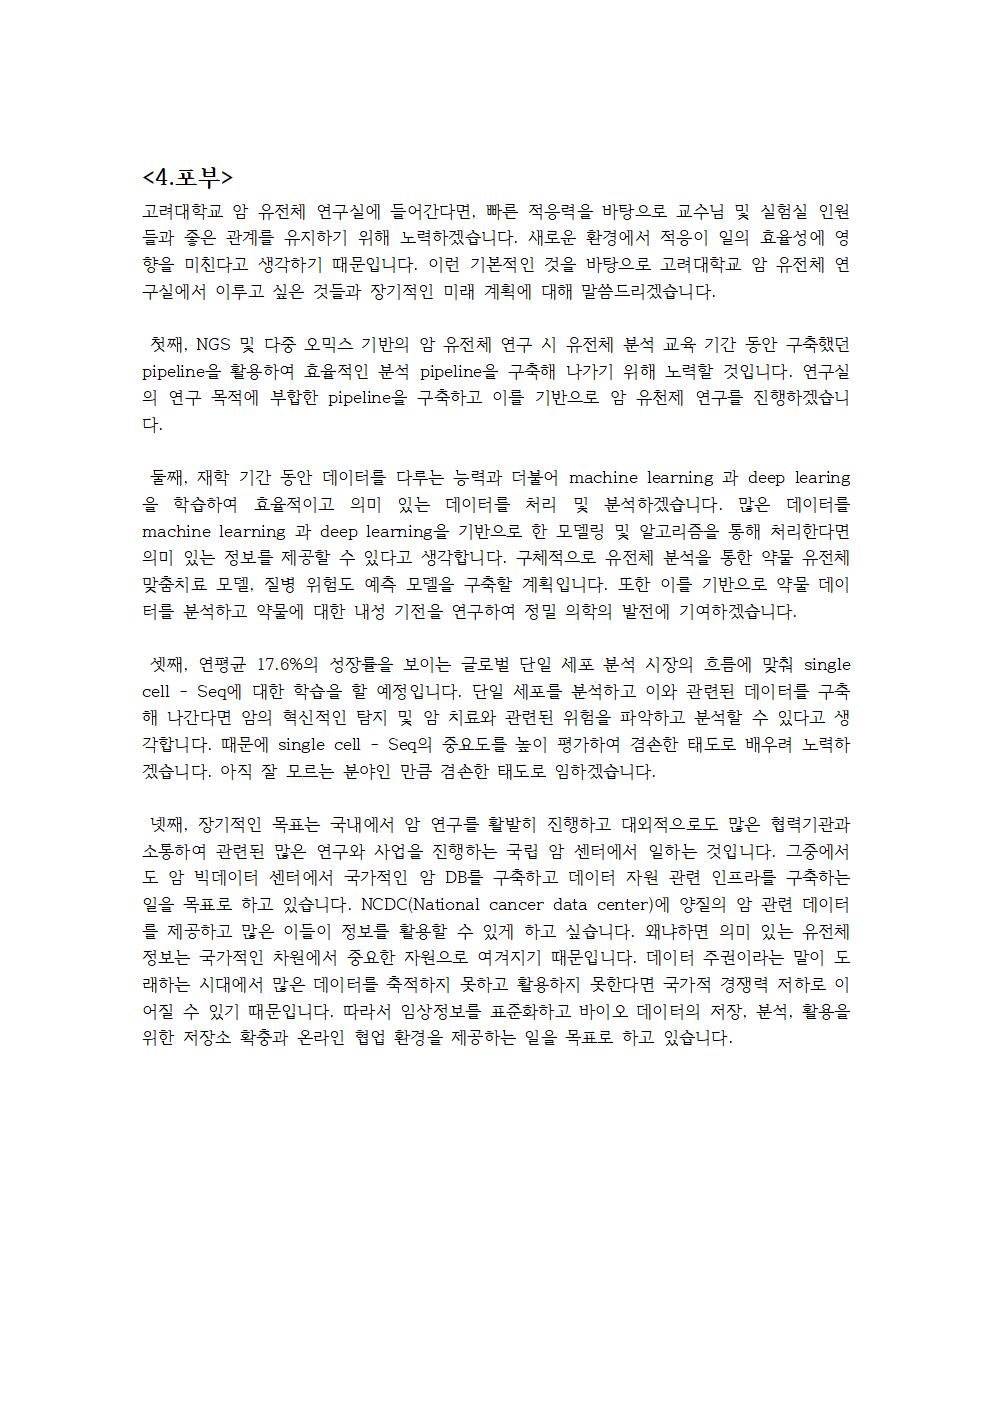 <4.포부>
고려대학교 암 유전체 연구실에 들어간다면, 빠른 적응력을 바탕으로 교수님 및 실험실 인원
들과 좋은 관계를 유지하기 위해 노력하겠습니다. 새로운 환경에서 적응이 일의 효율성에 영
향을 미친다고 생각하기 때문입니다. 이런 기본적인 것을 바탕으로 고려대학교 암 유전체 연
구실에서 이루고 싶은 것들과 장기적인 미래 계획에 대해 말씀드리겠습니다.
첫째, NGS 및 다중 오믹스 기반의 암 유전체 연구 시 유전체 분석 교육 기간 동안 구축했던
pipeline을 활용하여 효율적인 분석 pipeline을 구축해 나가기 위해 노력할 것입니다. 연구실
의 연구 목적에 부합한 pipeline을 구축하고 이를 기반으로 암 유천제 연구를 진행하겠습니
다.
둘째, 재학 기간 동안 데이터를 다루는 능력과 더불어 machine learning 과 deep learing
을 학습하여 효율적이고 의미 있는 데이터를 처리 및 분석하겠습니다. 많은 데이터를
machine learning 과 deep learning을 기반으로 한 모델링 및 알고리즘을 통해 처리한다면
의미 있는 정보를 제공할 수 있다고 생각합니다. 구체적으로 유전체 분석을 통한 약물 유전체
맞춤치료 모델, 질병 위험도 예측 모델을 구축할 계획입니다. 또한 이를 기반으로 약물 데이
터를 분석하고 약물에 대한 내성 기전을 연구하여 정밀 의학의 발전에 기여하겠습니다.
셋째, 연평균 17.6%의 성장률을 보이는 글로벌 단일 세포 분석 시장의 흐름에 맞춰 single
cell - Seq에 대한 학습을 할 예정입니다. 단일 세포를 분석하고 이와 관련된 데이터를 구축
해 나간다면 암의 혁신적인 탐지 및 암 치료와 관련된 위험을 파악하고 분석할 수 있다고 생
각합니다. 때문에 single cell - Seq의 중요도를 높이 평가하여 겸손한 태도로 배우려 노력하
겠습니다. 아직 잘 모르는 분야인 만큼 겸손한 태도로 임하겠습니다.
넷째, 장기적인 목표는 국내에서 암 연구를 활발히 진행하고 대외적으로도 많은 협력기관과
소통하여 관련된 많은 연구와 사업을 진행하는 국립 암 센터에서 일하는 것입니다. 그중에서
도 암 빅데이터 센터에서 국가적인 암 DB를 구축하고 데이터 자원 관련 인프라를 구축하는
일을 목표로 하고 있습니다. NCDC(National cancer data center)에 양질의 암 관련 데이터
를 제공하고 많은 이들이 정보를 활용할 수 있게 하고 싶습니다. 왜냐하면 의미 있는 유전체
정보는 국가적인 차원에서 중요한 자원으로 여겨지기 때문입니다. 데이터 주권이라는 말이 도
래하는 시대에서 많은 데이터를 축적하지 못하고 활용하지 못한다면 국가적 경쟁력 저하로 이
어질 수 있기 때문입니다. 따라서 임상정보를 표준화하고 바이오 데이터의 저장, 분석, 활용을
위한 저장소 확충과 온라인 협업 환경을 제공하는 일을 목표로 하고 있습니다.